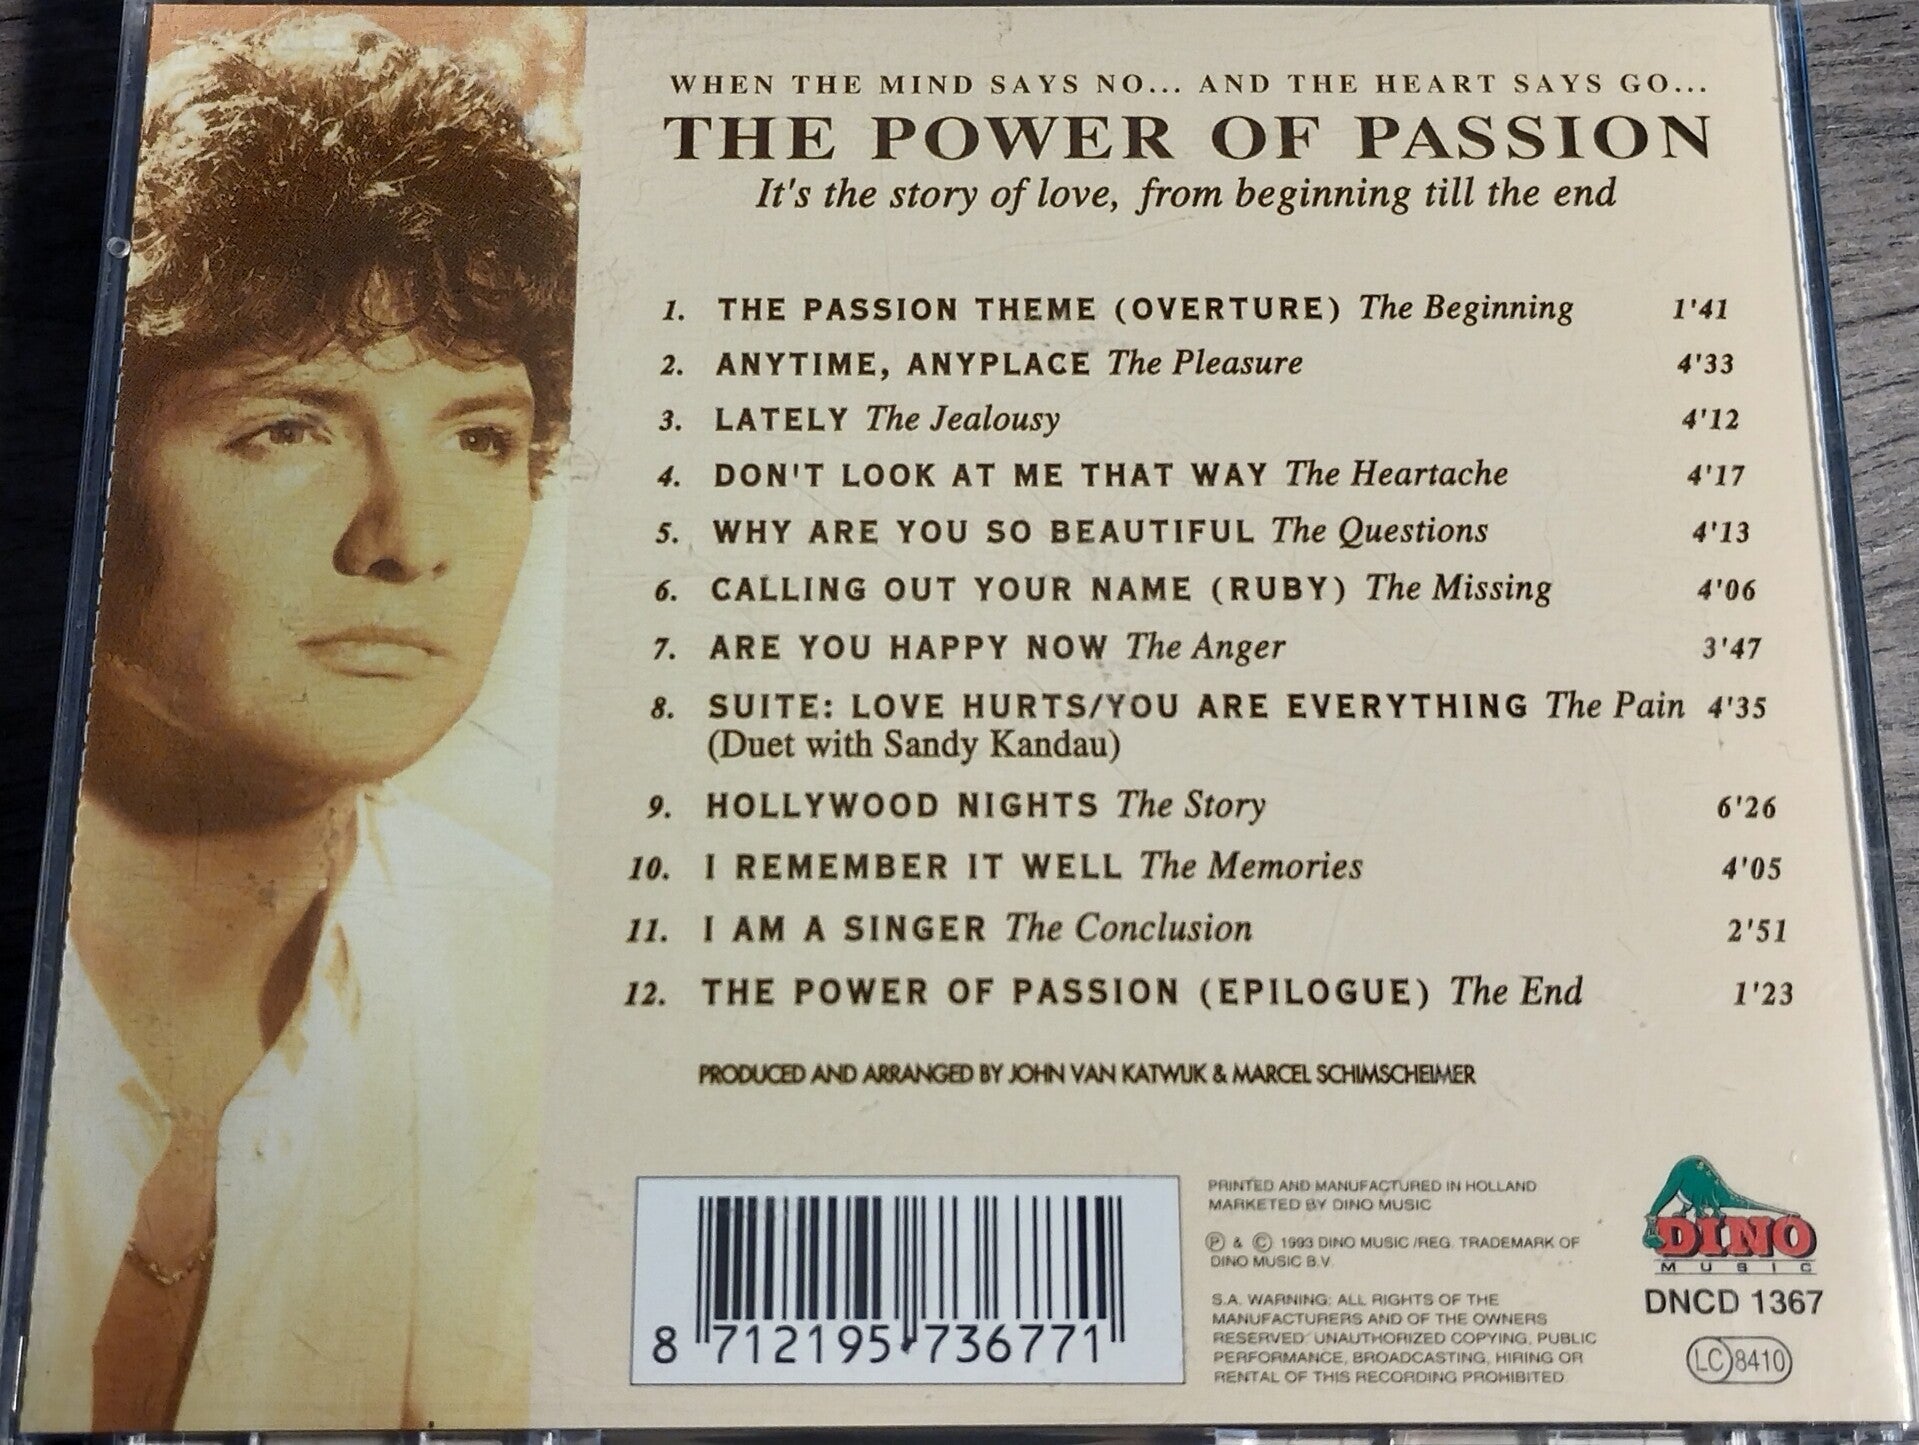 WHEN THE MIND SAYS NO... AND THE HEART SAYS GO...
THE POWER OF PASSION
It's the story of love, from beginning till the end
1. THE PASSION THEME (OVERTURE) The Beginning 1'41
2. ANYTIME, ANYPLACE The Pleasure 4'33
3. LATELY The Jealousy 4'12
4. DON'T LOOK AT ME THAT WAY The Heartache 4'17
5. WHY ARE YOU SO BEAUTIFUL The Questions 4'13
6. CALLING OUT YOUR NAME (RUBY) The Missing 4'06
7. ARE YOU HAPPY NOW The Anger 3'47
8. SUITE: LOVE HURTS/YOU ARE EVERYTHING The Pain 4'35
(Duet with Sandy Kandau)
9. HOLLYWOOD NIGHTS The Story 6'26
10. I REMEMBER IT WELL The Memories 4'05
11. I AM A SINGER The Conclusion 2'51
12. THE POWER OF PASSION (EPILOGUE) The End 1'23
PRODUCED AND ARRANGED BY JOHN VAN KATWIJK & MARCEL SCHIMSCHEIMER
8 712195 736771
PRINTED AND MANUFACTURED IN HOLLAND
MARKETED BY DINO MUSIC
Ⓟ & © 1993 DINO MUSIC /REG. TRADEMARK OF
DINO MUSIC B.V.
S.A. WARNING: ALL RIGHTS OF THE
MANUFACTURERS AND OF THE OWNERS
RESERVED UNAUTHORIZED COPYING, PUBLIC
PERFORMANCE, BROADCASTING, HIRING OR
RENTAL OF THIS RECORDING PROHIBITED
DINO
MUSIC
DNCD 1367
LC 8410